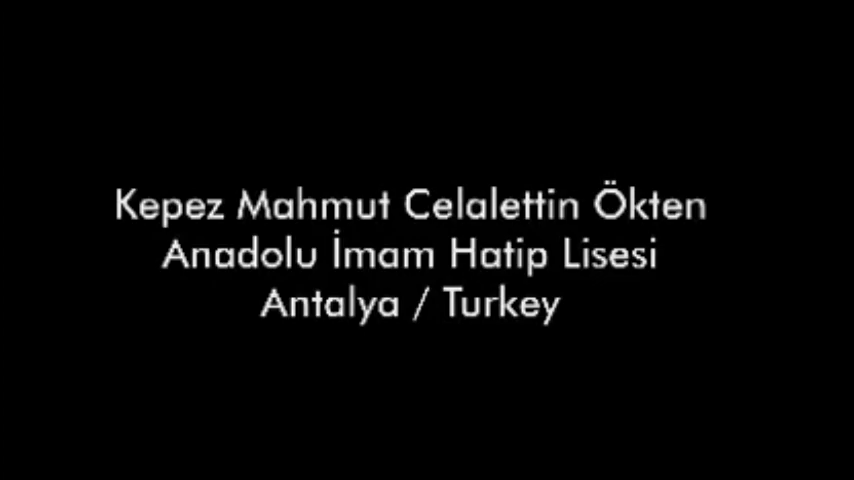 Kepez Mahmut Celalettin Ökten
Anadolu İmam Hatip Lisesi
Antalya / Turkey